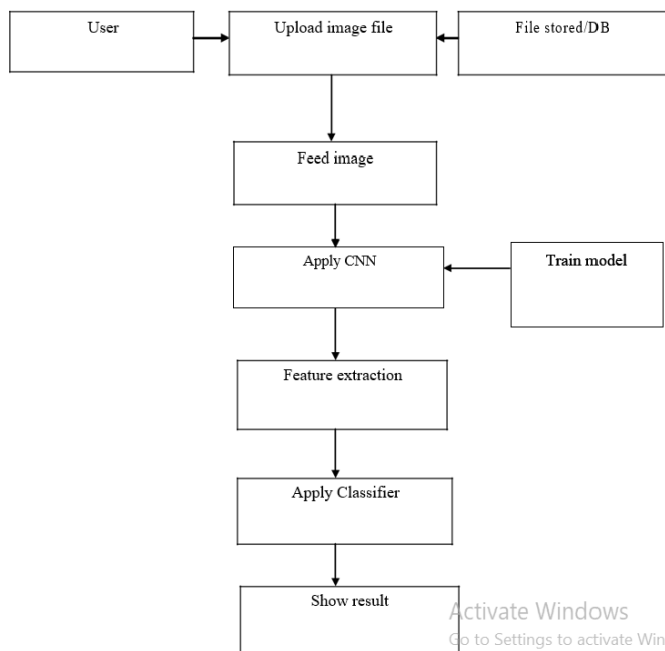 User
Upload image file
File stored/DB
Feed image
Apply CNN
Train model
Feature extraction
Apply Classifier
Show result
Activate Windows
Go to Settings to activate Win